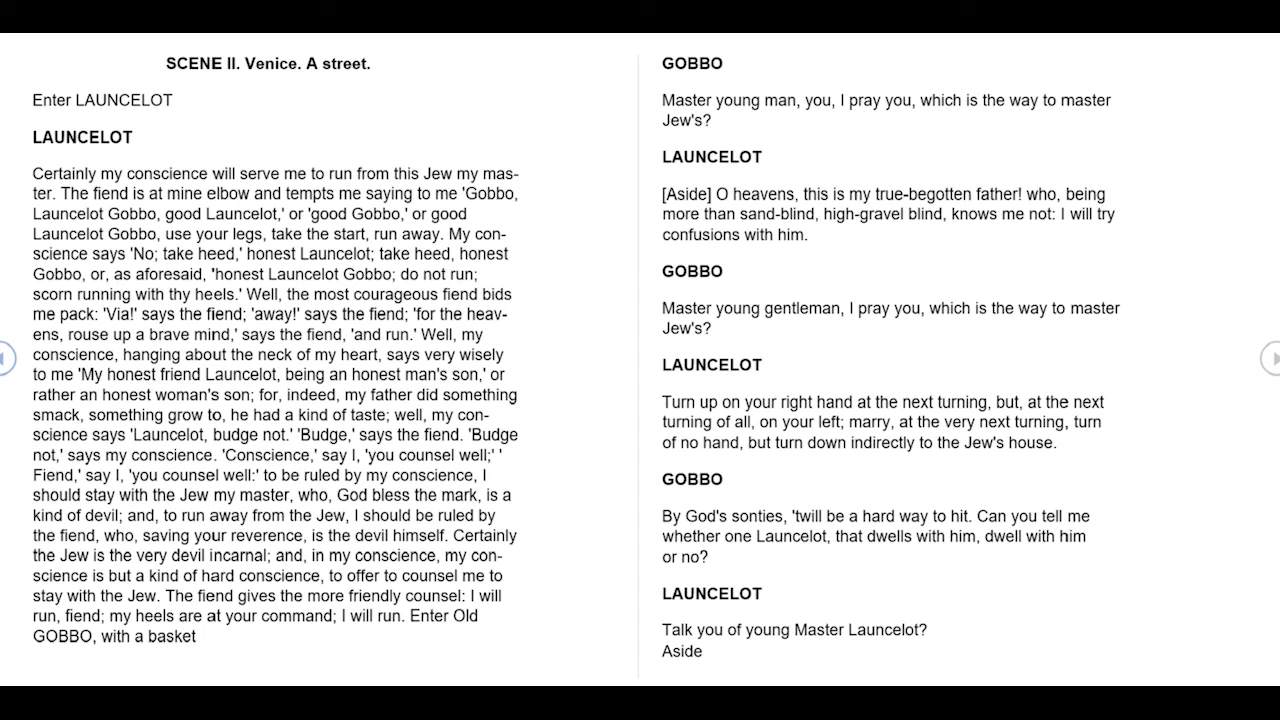 SCENE II. Venice. A street.
Enter LAUNCELOT
LAUNCELOT
Certainly my conscience will serve me to run from this Jew my mas-
ter. The fiend is at mine elbow and tempts me saying to me 'Gobbo,
Launcelot Gobbo, good Launcelot,' or 'good Gobbo,' or good
Launcelot Gobbo, use your legs, take the start, run away. My con-
science says 'No; take heed,' honest Launcelot; take heed, honest
Gobbo, or, as aforesaid, 'honest Launcelot Gobbo; do not run;
scorn running with thy heels.' Well, the most courageous fiend bids
me pack: 'Via!' says the fiend; 'away!' says the fiend; 'for the heav-
ens, rouse up a brave mind,' says the fiend, 'and run.' Well, my
conscience, hanging about the neck of my heart, says very wisely
to me 'My honest friend Launcelot, being an honest man's son,' or
rather an honest woman's son; for, indeed, my father did something
smack, something grow to, he had a kind of taste; well, my con-
science says 'Launcelot, budge not.' 'Budge,' says the fiend. 'Budge
not,' says my conscience. 'Conscience,' say I, 'you counsel well;' '
Fiend,' say I, 'you counsel well:' to be ruled by my conscience, I
should stay with the Jew my master, who, God bless the mark, is a
kind of devil; and, to run away from the Jew, I should be ruled by
the fiend, who, saving your reverence, is the devil himself. Certainly
the Jew is the very devil incarnal; and, in my conscience, my con-
science is but a kind of hard conscience, to offer to counsel me to
stay with the Jew. The fiend gives the more friendly counsel: I will
run, fiend; my heels are at your command; I will run. Enter Old
GOBBO, with a basket
GOBBO
Master young man, you, I pray you, which is the way to master
Jew's?
LAUNCELOT
[Aside] O heavens, this is my true-begotten father! who, being
more than sand-blind, high-gravel blind, knows me not: I will try
confusions with him.
GOBBO
Master young gentleman, I pray you, which is the way to master
Jew's?
LAUNCELOT
Turn up on your right hand at the next turning, but, at the next
turning of all, on your left; marry, at the very next turning, turn
of no hand, but turn down indirectly to the Jew's house.
GOBBO
By God's sonties, 'twill be a hard way to hit. Can you tell me
whether one Launcelot, that dwells with him, dwell with him
or no?
LAUNCELOT
Talk you of young Master Launcelot?
Aside